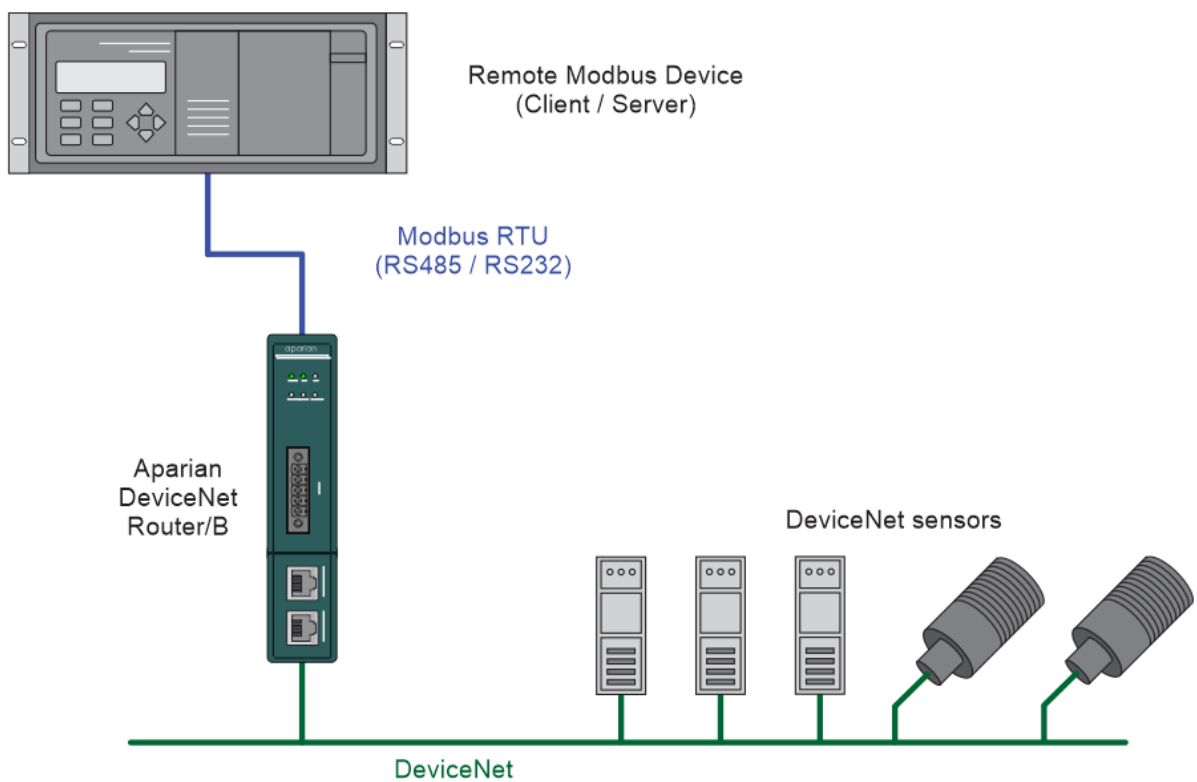 Remote Modbus Device
(Client / Server)
Modbus RTU
(RS485 / RS232)
aparian
Aparian
DeviceNet
Router/B
DeviceNet sensors
DeviceNet